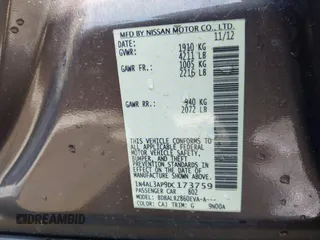 MFD BY NISSAN MOTOR CO., LTD.
DATE: 11/12
GVWR: 1910 KG
4211 LB
GAWR FR: 1005 KG
2216 LB
GAWR RR: 940 KG
2072 LB
THIS VEHICLE CONFORMS TO
ALL APPLICABLE FEDERAL
MOTOR VEHICLE SAFETY,
BUMPER, AND THEFT
PREVENTION STANDARDS
IN EFFECT ON THE DATE OF
MANUFACTURE SHOWN ABOVE.
1N4AL3AP9DC173759
PASSENGER CAR 802
MODEL:
COLOR: CAJ TRIM: G
AUTOBIDMASTER